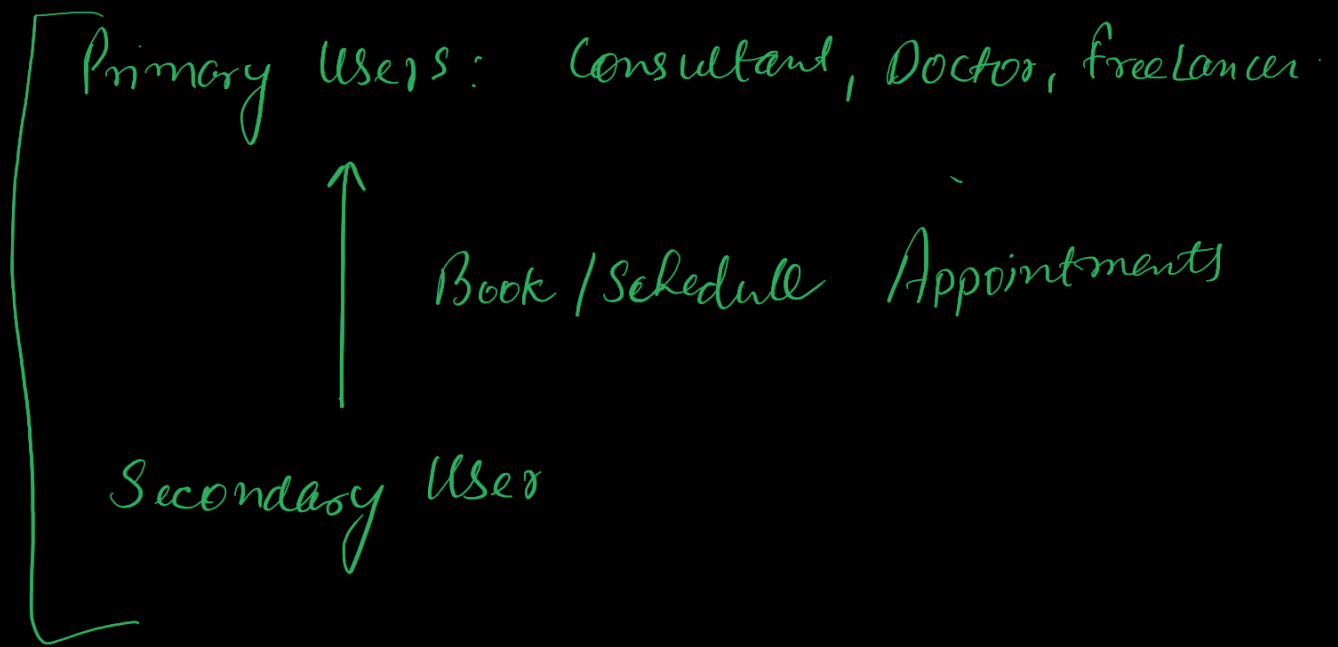 Primary Users: Consultant, Doctor, freeLancer
Book/Schedule Appointments
Secondary User